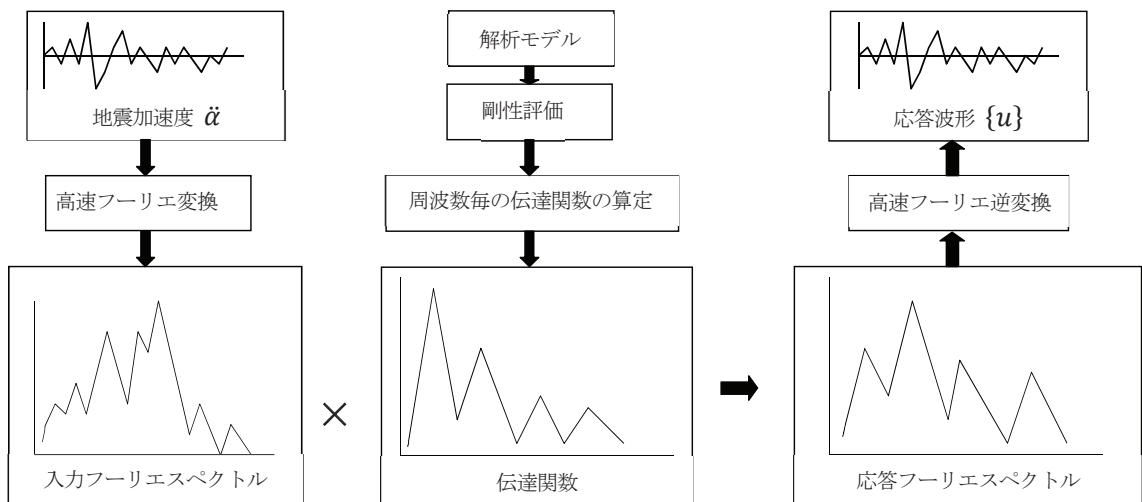 地震加速度 α̈
高速フーリエ変換
入力フーリエスペクトル
×
解析モデル
剛性評価
周波数毎の伝達関数の算定
伝達関数
応答波形 {u}
高速フーリエ逆変換
応答フーリエスペクトル